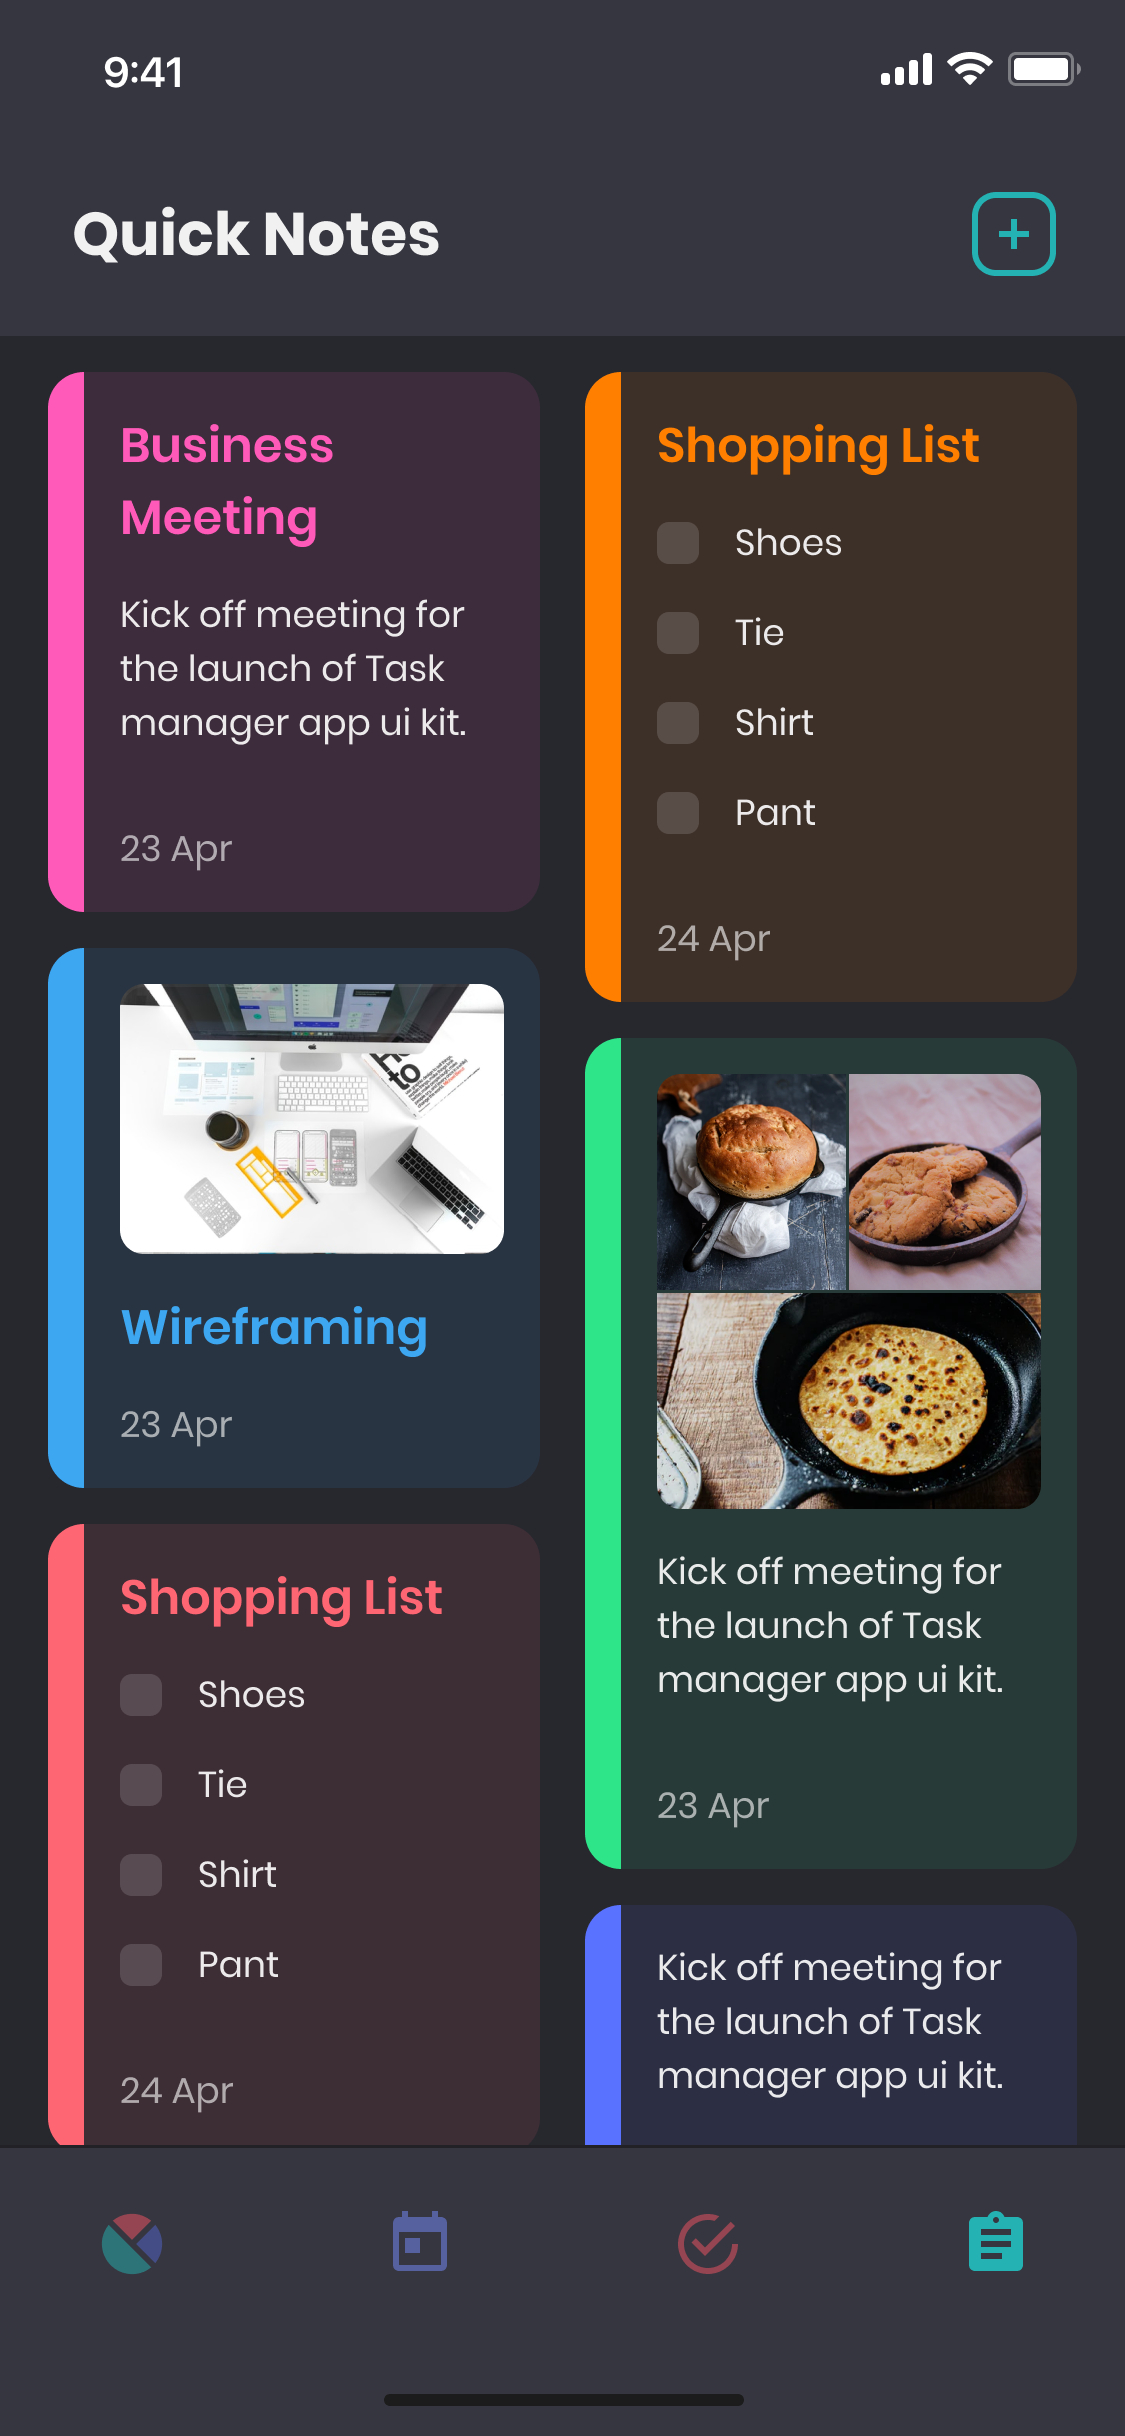 9:41
Quick Notes
Business
Meeting
Kick off meeting for
the launch of Task
manager app ui kit.
23 Apr
Wireframing
23 Apr
Shopping List
Shoes
Tie
Shirt
Pant
24 Apr
Shopping List
Shoes
Tie
Shirt
Pant
24 Apr
Kick off meeting for
the launch of Task
manager app ui kit.
23 Apr
Kick off meeting for
the launch of Task
manager app ui kit.